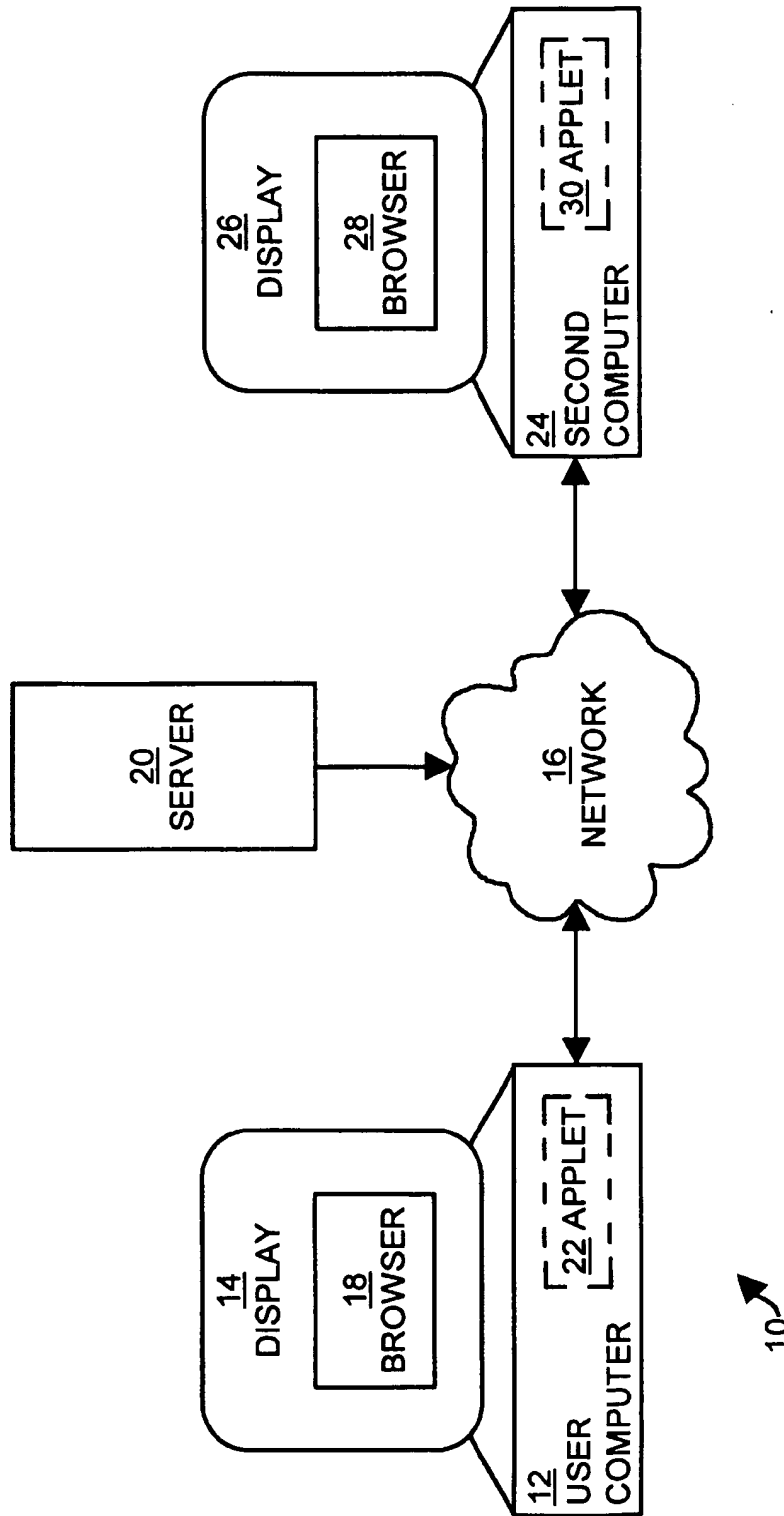 20
SERVER
14
DISPLAY
18
BROWSER
12
USER
COMPUTER
22 APPLET
16
NETWORK
26
DISPLAY
28
BROWSER
24
SECOND
COMPUTER
30 APPLET
10